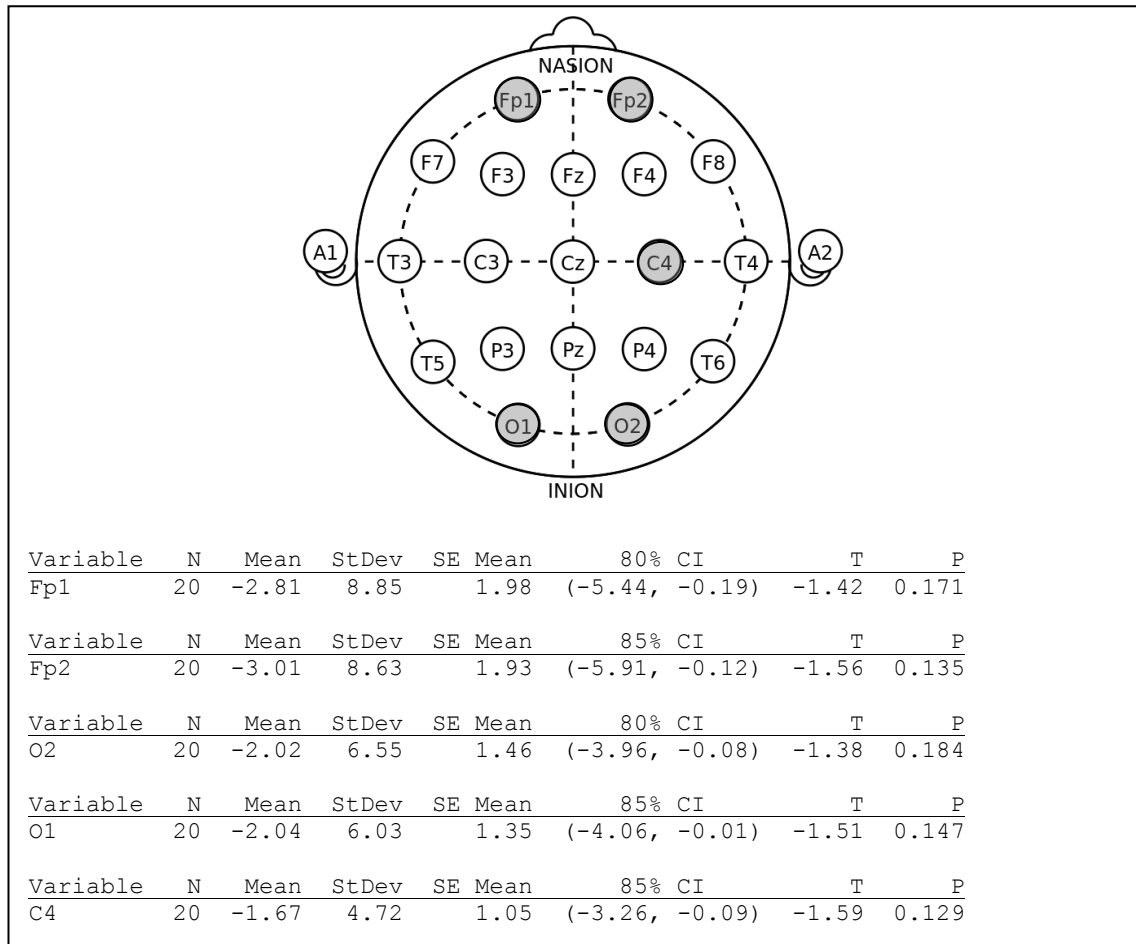 NASION
Fp1 Fp2
F7 F3 Fz F4 F8
A1 T3 C3 Cz C4 T4 A2
T5 P3 Pz P4 T6
O1 O2
INION
Variable N Mean StDev SE Mean 80% CI T P
Fp1 20 -2.81 8.85 1.98 (-5.44, -0.19) -1.42 0.171
Variable N Mean StDev SE Mean 85% CI T P
Fp2 20 -3.01 8.63 1.93 (-5.91, -0.12) -1.56 0.135
Variable N Mean StDev SE Mean 80% CI T P
O2 20 -2.02 6.55 1.46 (-3.96, -0.08) -1.38 0.184
Variable N Mean StDev SE Mean 85% CI T P
O1 20 -2.04 6.03 1.35 (-4.06, -0.01) -1.51 0.147
Variable N Mean StDev SE Mean 85% CI T P
C4 20 -1.67 4.72 1.05 (-3.26, -0.09) -1.59 0.129